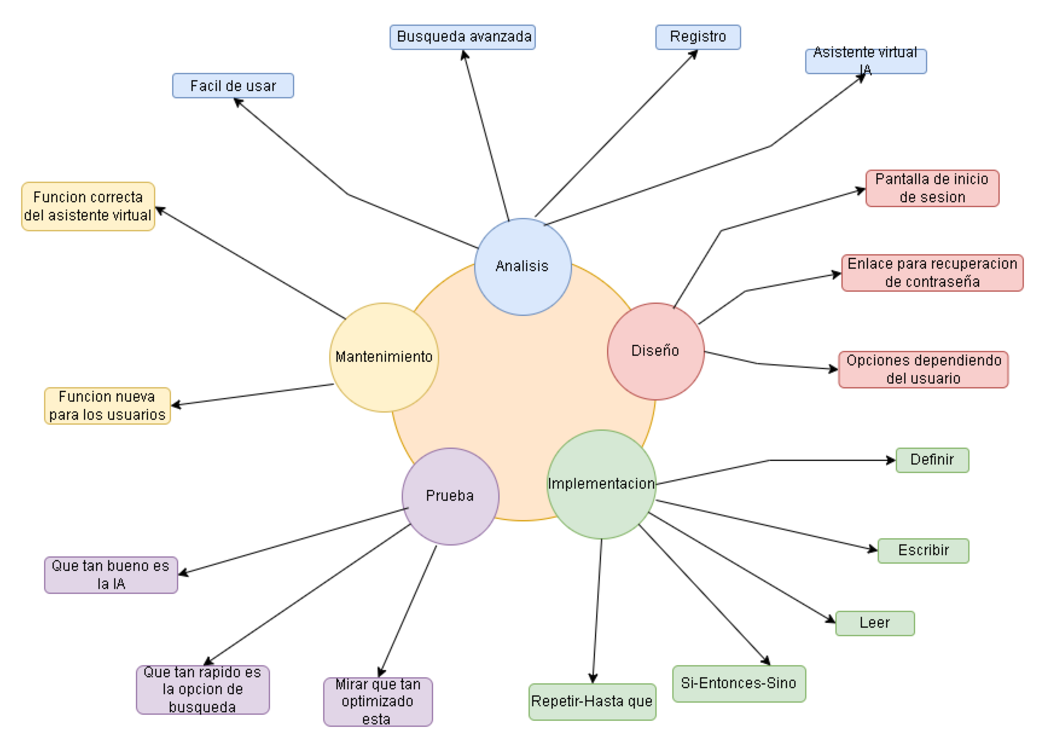 Busqueda avanzada
Registro
Asistente virtual
IA
Facil de usar
Pantalla de inicio
de sesion
Funcion correcta
del asistente virtual
Analisis
Enlace para recuperacion
de contraseña
Mantenimiento
Diseño
Opciones dependiendo
del usuario
Funcion nueva
para los usuarios
Definir
Implementacion
Prueba
Escribir
Que tan bueno es
la IA
Leer
Que tan rapido es
la opcion de
busqueda
Mirar que tan
optimizado
esta
Repetir-Hasta que
Si-Entonces-Sino